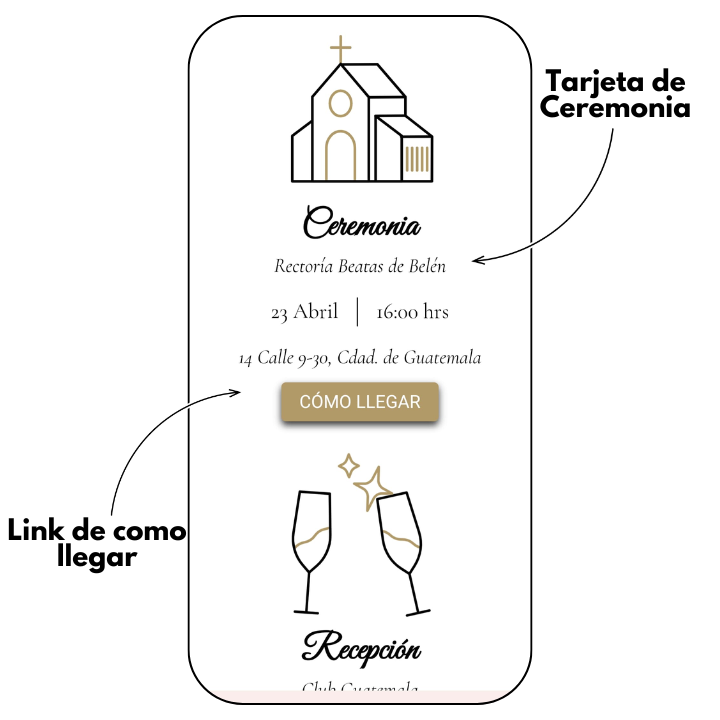 Tarjeta de
Ceremonia
Ceremonia
Rectoría Beatas de Belén
23 Abril
16:00 hrs
14 Calle 9-30, Cdad. de Guatemala
CÓMO LLEGAR
Link de como
llegar
Recepción
Club Guatemala